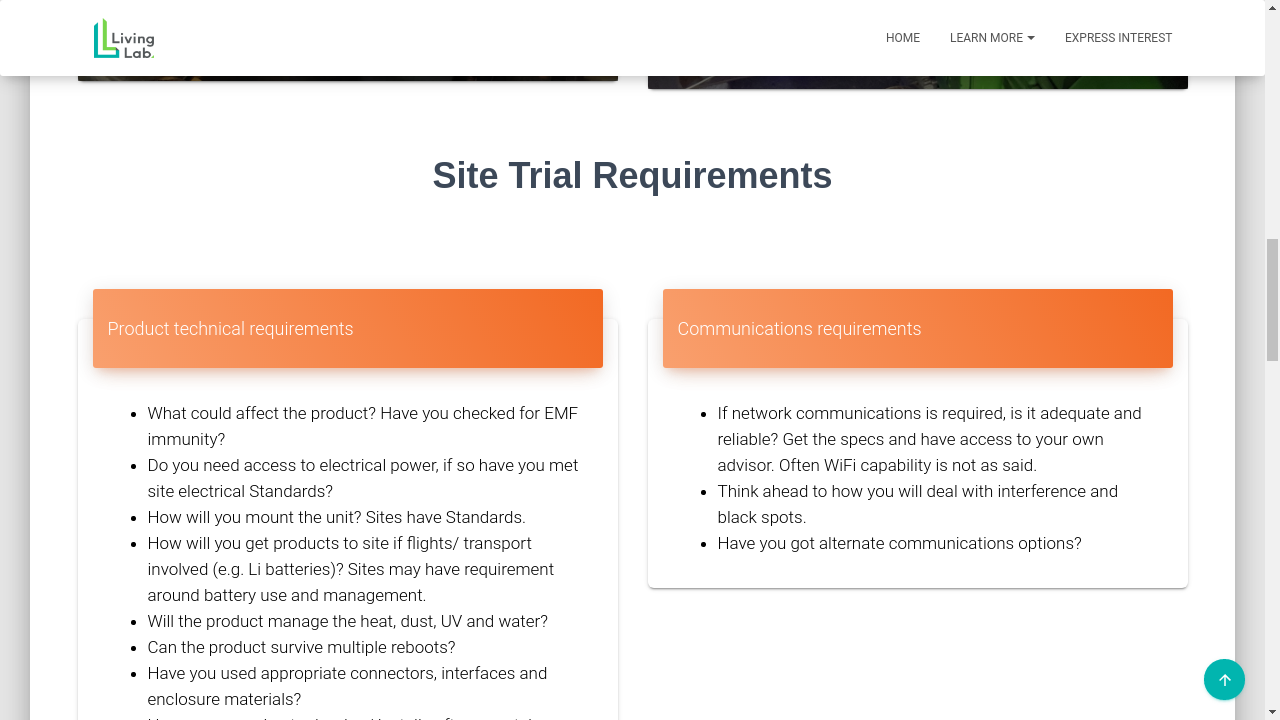 Living
Lab.
HOME
LEARN MORE
EXPRESS INTEREST
Site Trial Requirements
Product technical requirements
What could affect the product? Have you checked for EMF
immunity?
Do you need access to electrical power, if so have you met
site electrical Standards?
How will you mount the unit? Sites have Standards.
How will you get products to site if flights/ transport
involved (e.g. Li batteries)? Sites may have requirement
around battery use and management.
Will the product manage the heat, dust, UV and water?
Can the product survive multiple reboots?
Have you used appropriate connectors, interfaces and
enclosure materials?
Communications requirements
If network communications is required, is it adequate and
reliable? Get the specs and have access to your own
advisor. Often WiFi capability is not as said.
Think ahead to how you will deal with interference and
black spots.
Have you got alternate communications options?